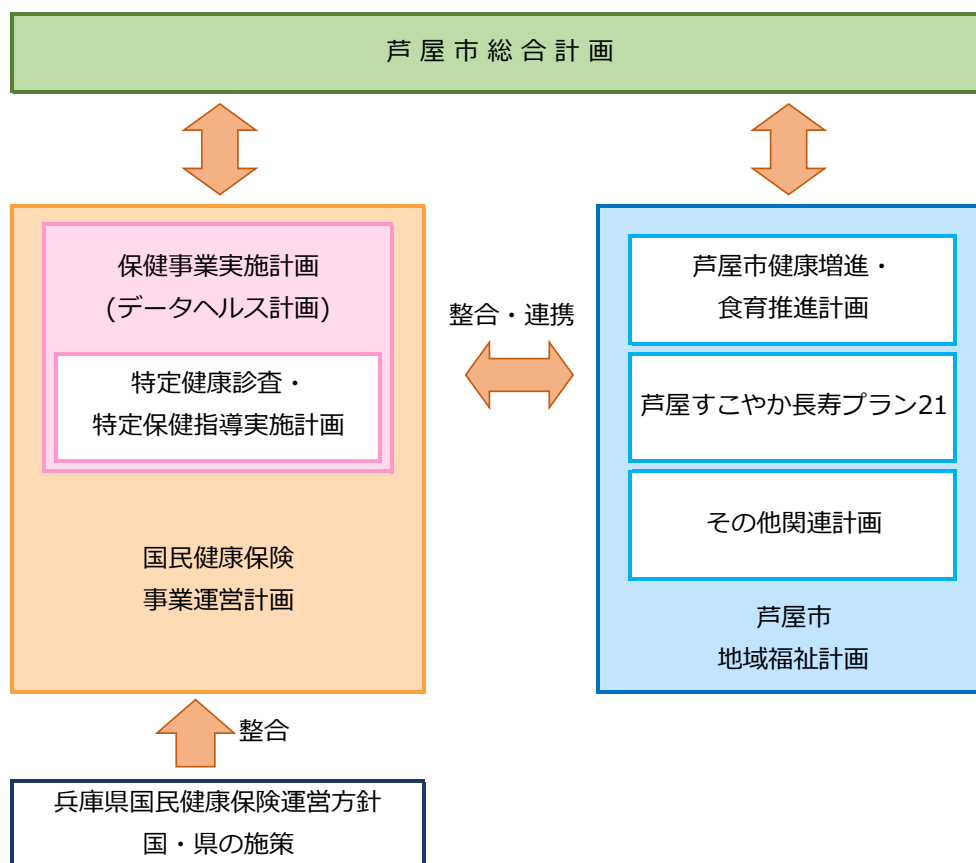 芦屋市総合計画
保健事業実施計画
(データヘルス計画)
特定健康診査・
特定保健指導実施計画
国民健康保険
事業運営計画
整合・連携
芦屋市健康増進・
食育推進計画
芦屋すこやか長寿プラン21
その他関連計画
芦屋市
地域福祉計画
整合
兵庫県国民健康保険運営方針
国・県の施策